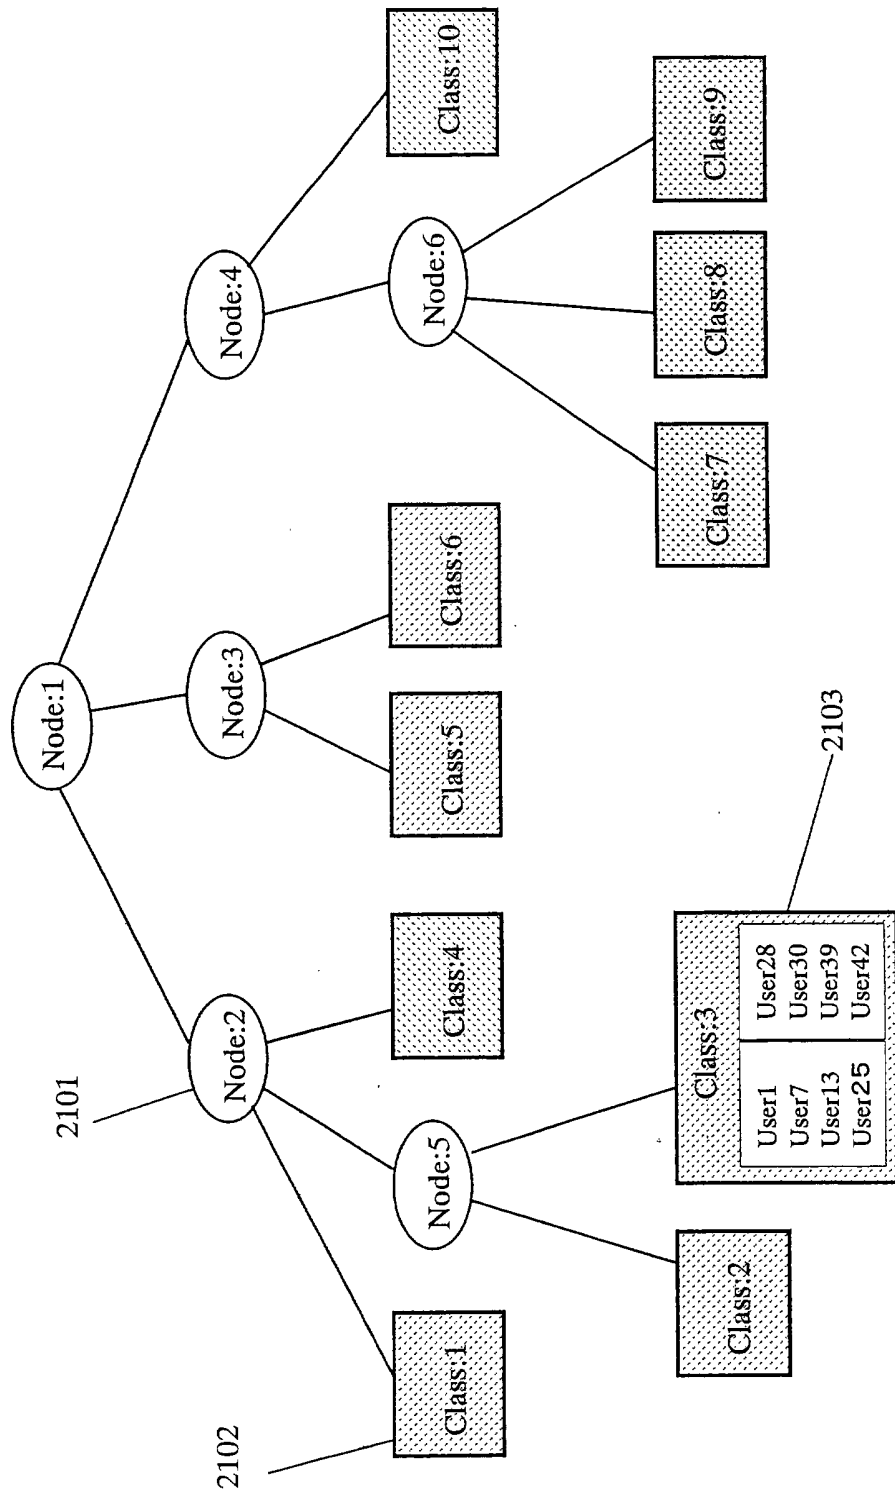 Node:1
2101
Node:2
Node:3
Node:4
2102
Class:1
Node:5
Class:4
Class:5
Class:6
Node:6
Class:10
Class:2
Class:3
User1
User7
User13
User25
User28
User30
User39
User42
2103
Class:7
Class:8
Class:9